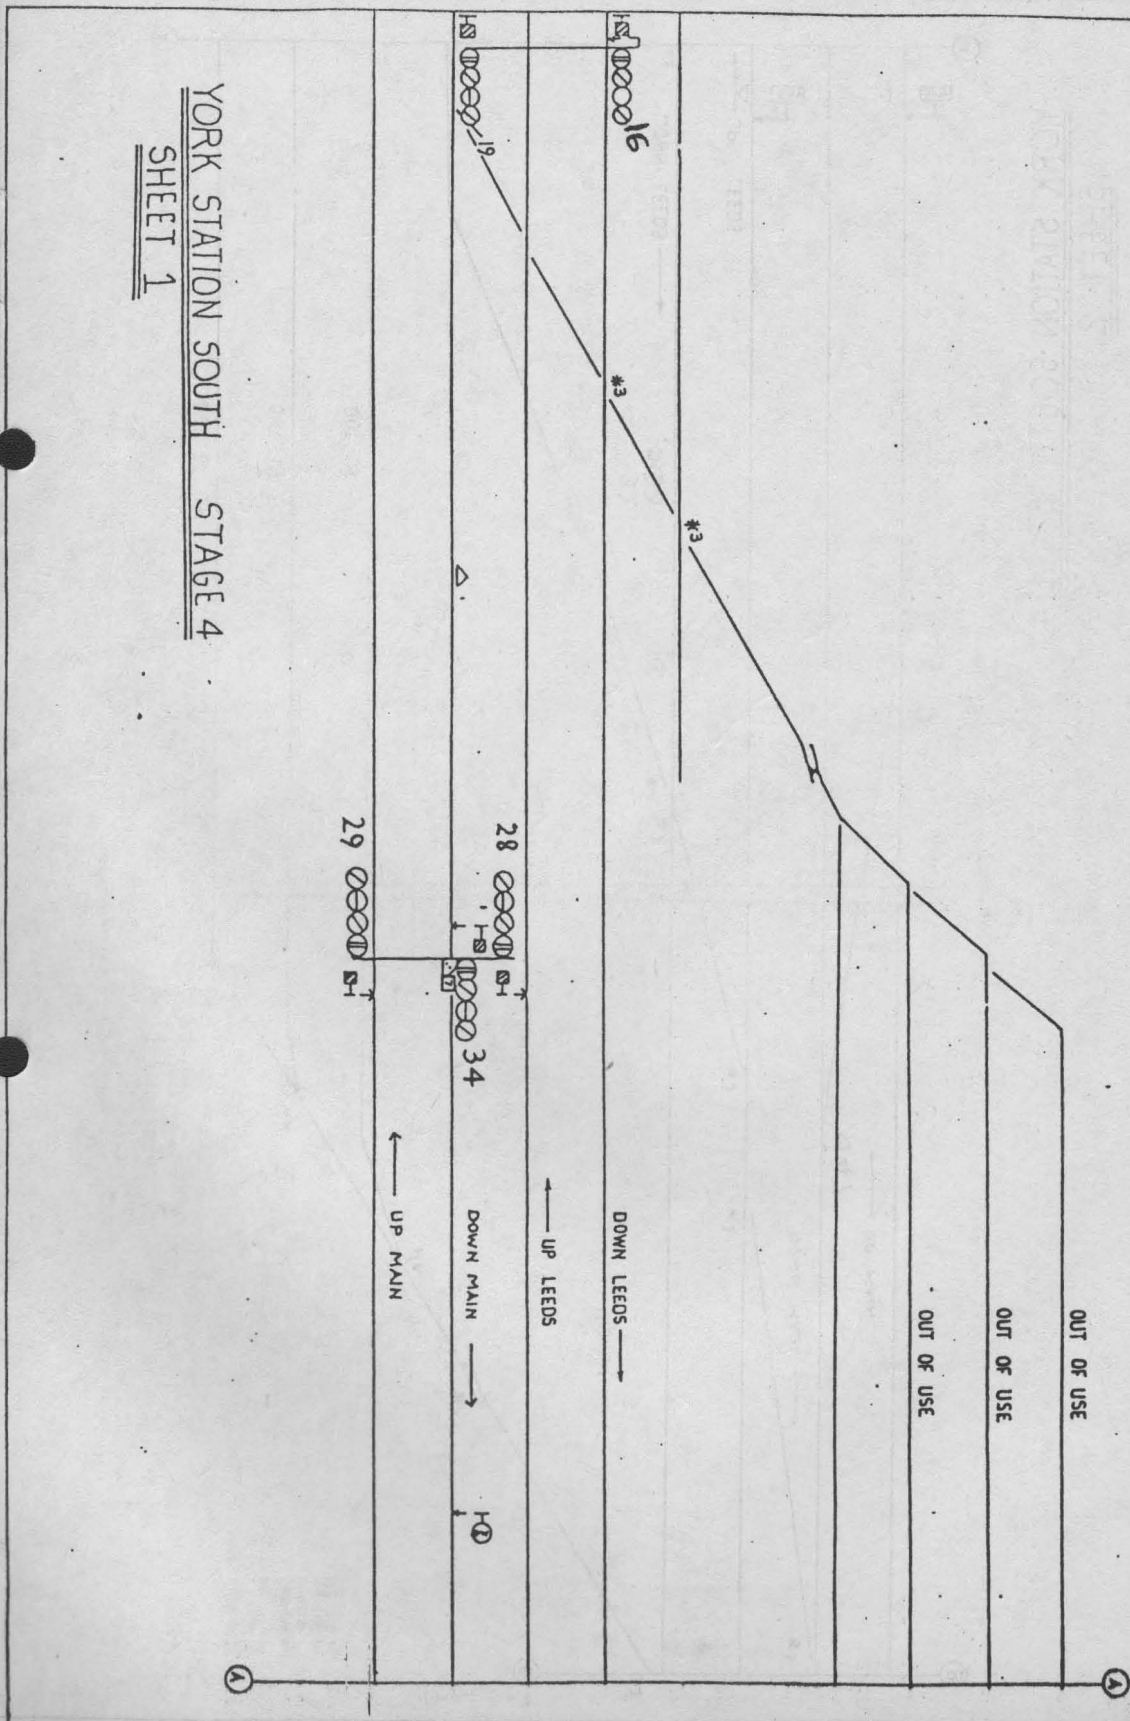 YORK STATION SOUTH STAGE 4
SHEET 1
16
19
*3
*3
28
29
34
OUT OF USE
OUT OF USE
OUT OF USE
DOWN LEEDS →
← UP LEEDS
DOWN MAIN →
← UP MAIN
A
A